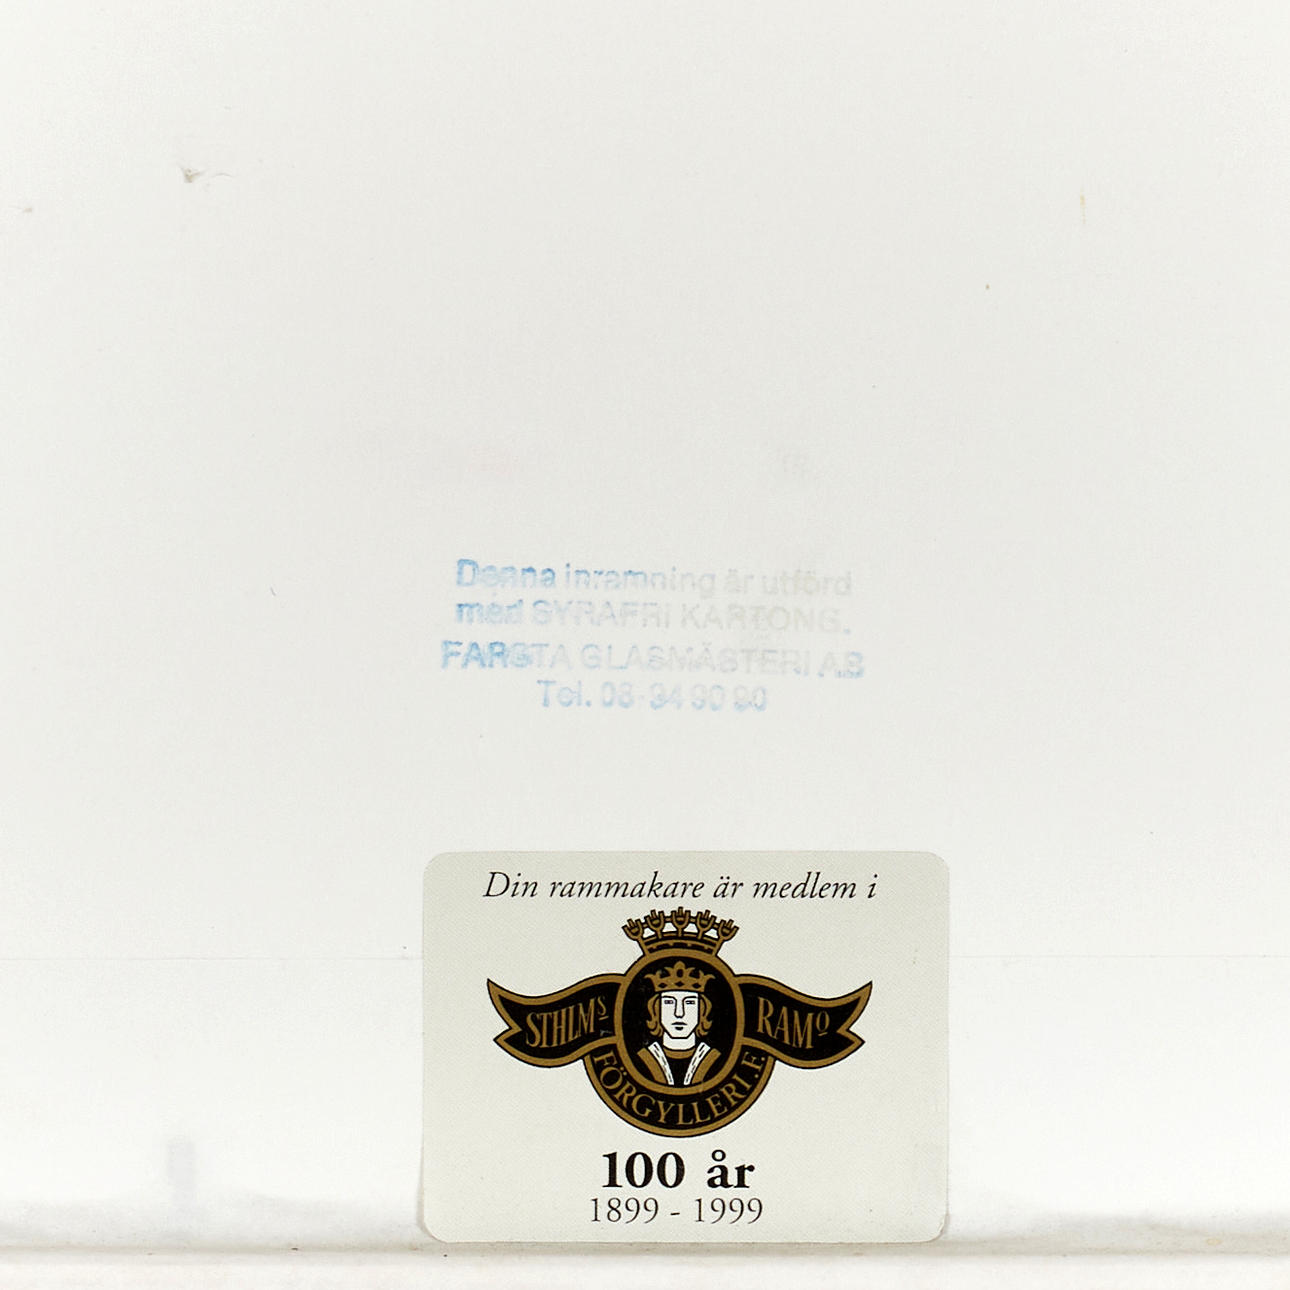 Denna inramning är utförd
med SYRAFRI KARTONG.
FARSTA GLASMÄSTERI AB
Tel. 08-94 90 90
Din rammakare är medlem i
STHLMS RAMO
FÖRGYLLERI.F.
100 år
1899 - 1999